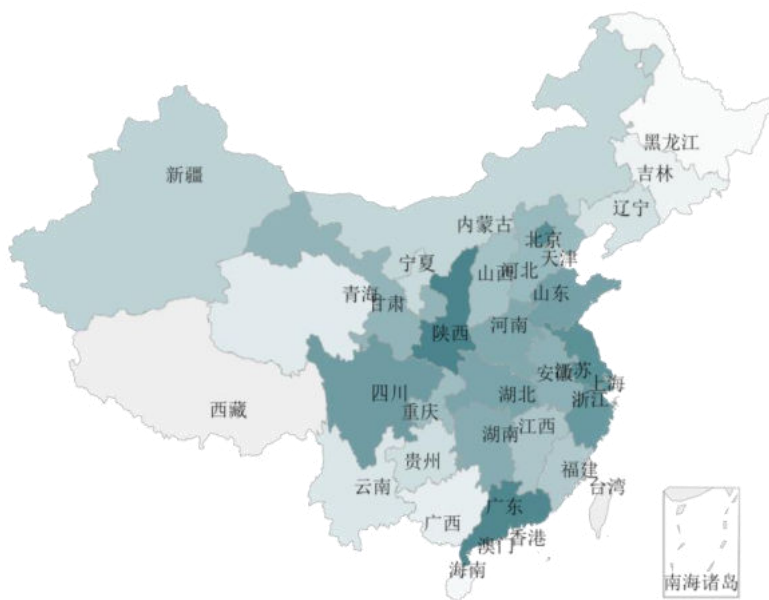 黑龙江
吉林
新疆
辽宁
内蒙古
北京
宁夏
天津
山西
河北
青海
甘肃
山东
河南
陕西
安徽
江苏
上海
四川
湖北
浙江
西藏
重庆
湖南
江西
贵州
福建
云南
台湾
广西
广东
香港
澳门
海南
南海诸岛